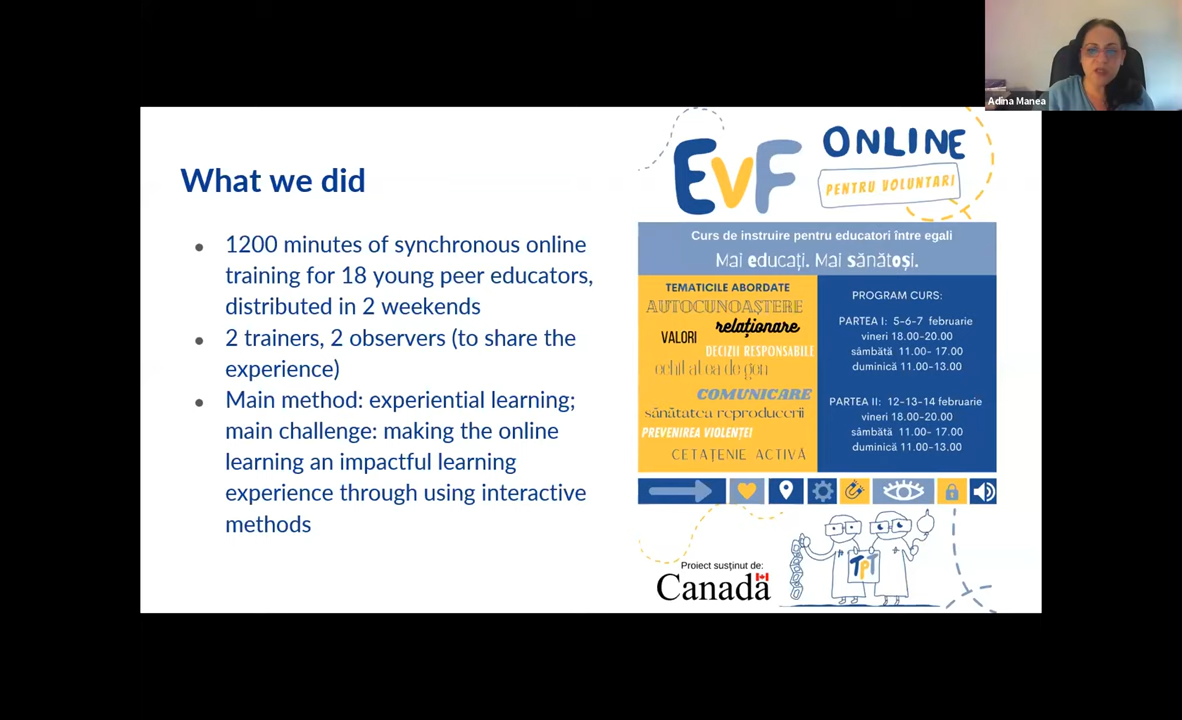 Adina Manea
What we did
1200 minutes of synchronous online
training for 18 young peer educators,
distributed in 2 weekends
2 trainers, 2 observers (to share the
experience)
Main method: experiential learning;
main challenge: making the online
learning an impactful learning
experience through using interactive
methods
EvF ONLINE
PENTRU VOLUNTARI
Curs de instruire pentru educatori între egali
Mai educați. Mai sănătoși.
TEMATICILE ABORDATE
AUTOCUNOAȘTERE
relaționare
VALORI
DECIZII RESPONSABILE
COMUNICARE
sănătatea reproducerii
PREVENIREA VIOLENȚEI
CETAȚENIE ACTIVĂ
PROGRAM CURS:
PARTEA I: 5-6-7 februarie
vineri 18.00-20.00
sâmbătă 11.00- 17.00
duminică 11.00-13.00
PARTEA II: 12-13-14 februarie
vineri 18.00-20.00
sâmbătă 11.00- 17.00
duminică 11.00-13.00
Proiect susținut de:
Canada
TPT